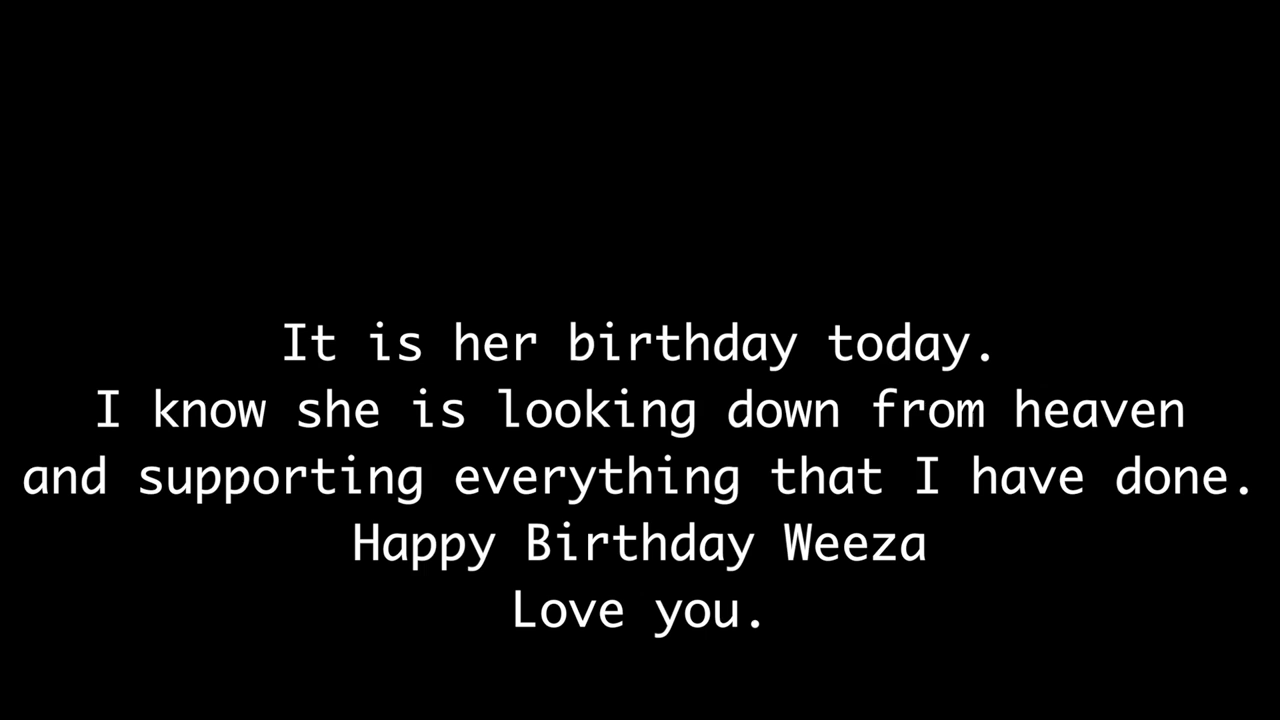 It is her birthday today.
I know she is looking down from heaven
and supporting everything that I have done.
Happy Birthday Weeza
Love you.